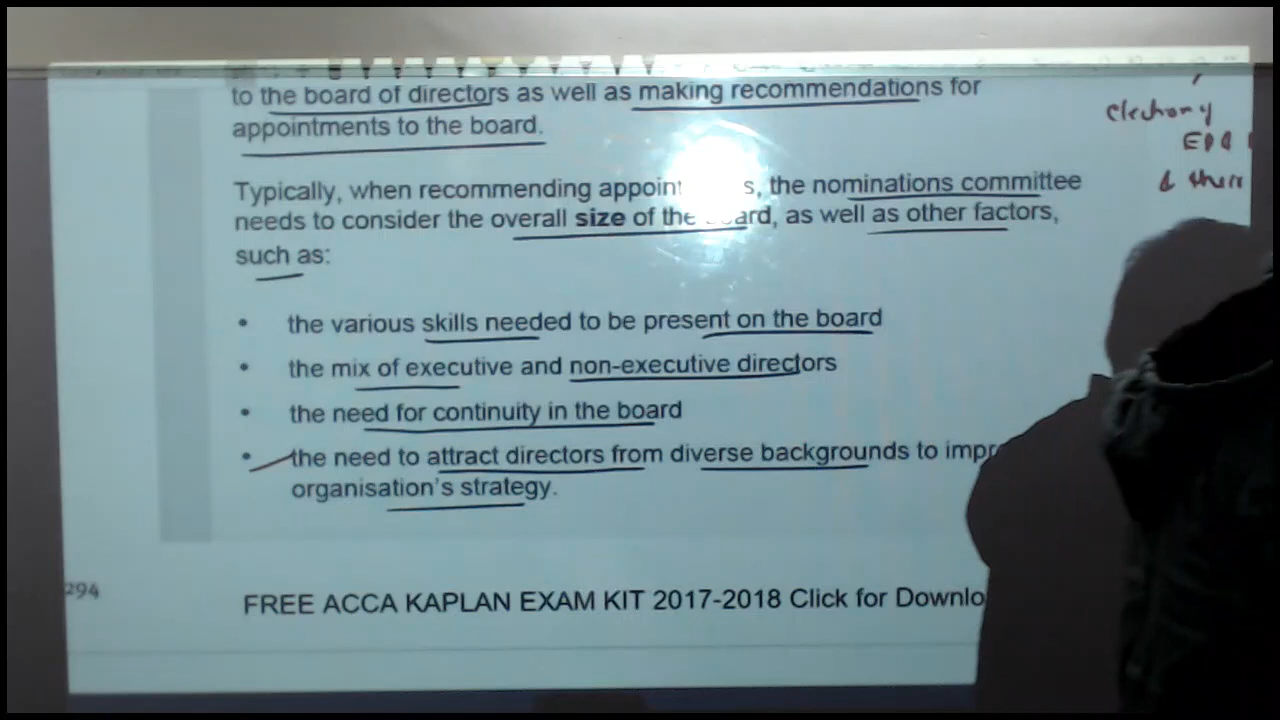 to the board of directors as well as making recommendations for
appointments to the board.
Typically, when recommending s, the nominations committee
needs to consider the overall size of the board, as well as other factors,
such as:
• the various skills needed to be present on the board
• the mix of executive and non-executive directors
• the need for continuity in the board
• the need to attract directors from diverse backgrounds to
organisation's strategy.
294
FREE ACCA KAPLAN EXAM KIT 2017-2018 Click for